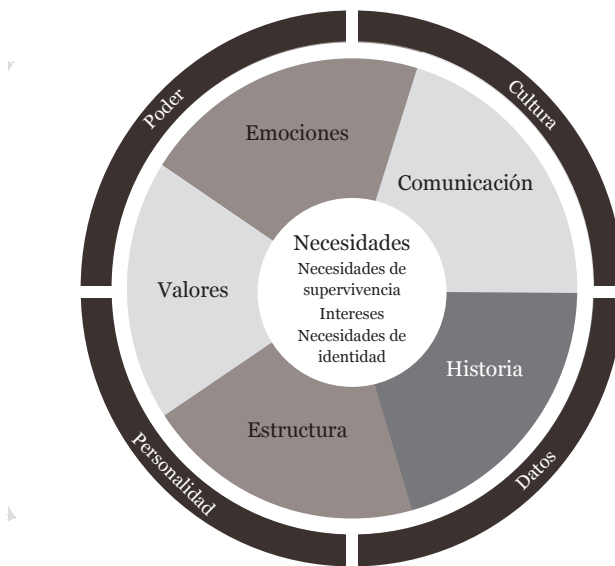 Poder
Cultura
Emociones
Comunicación
Necesidades
Necesidades de
supervivencia
Intereses
Necesidades de
identidad
Valores
Historia
Estructura
Personalidad
Datos